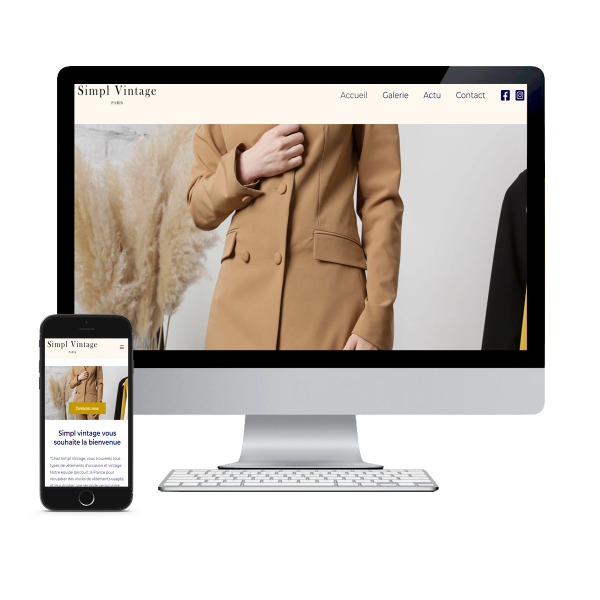 Simpl Vintage
PARIS
Accueil Galerie Actu Contact
Simpl Vintage
PARIS
Contactez nous
Simpl vintage vous
souhaite la bienvenue
"Chez Simpl Vintage, vous trouverez tous
types de vêtements d'occasion et vintage.
Notre équipe parcourt la France pour
récupérer des stocks de vêtements usagés,